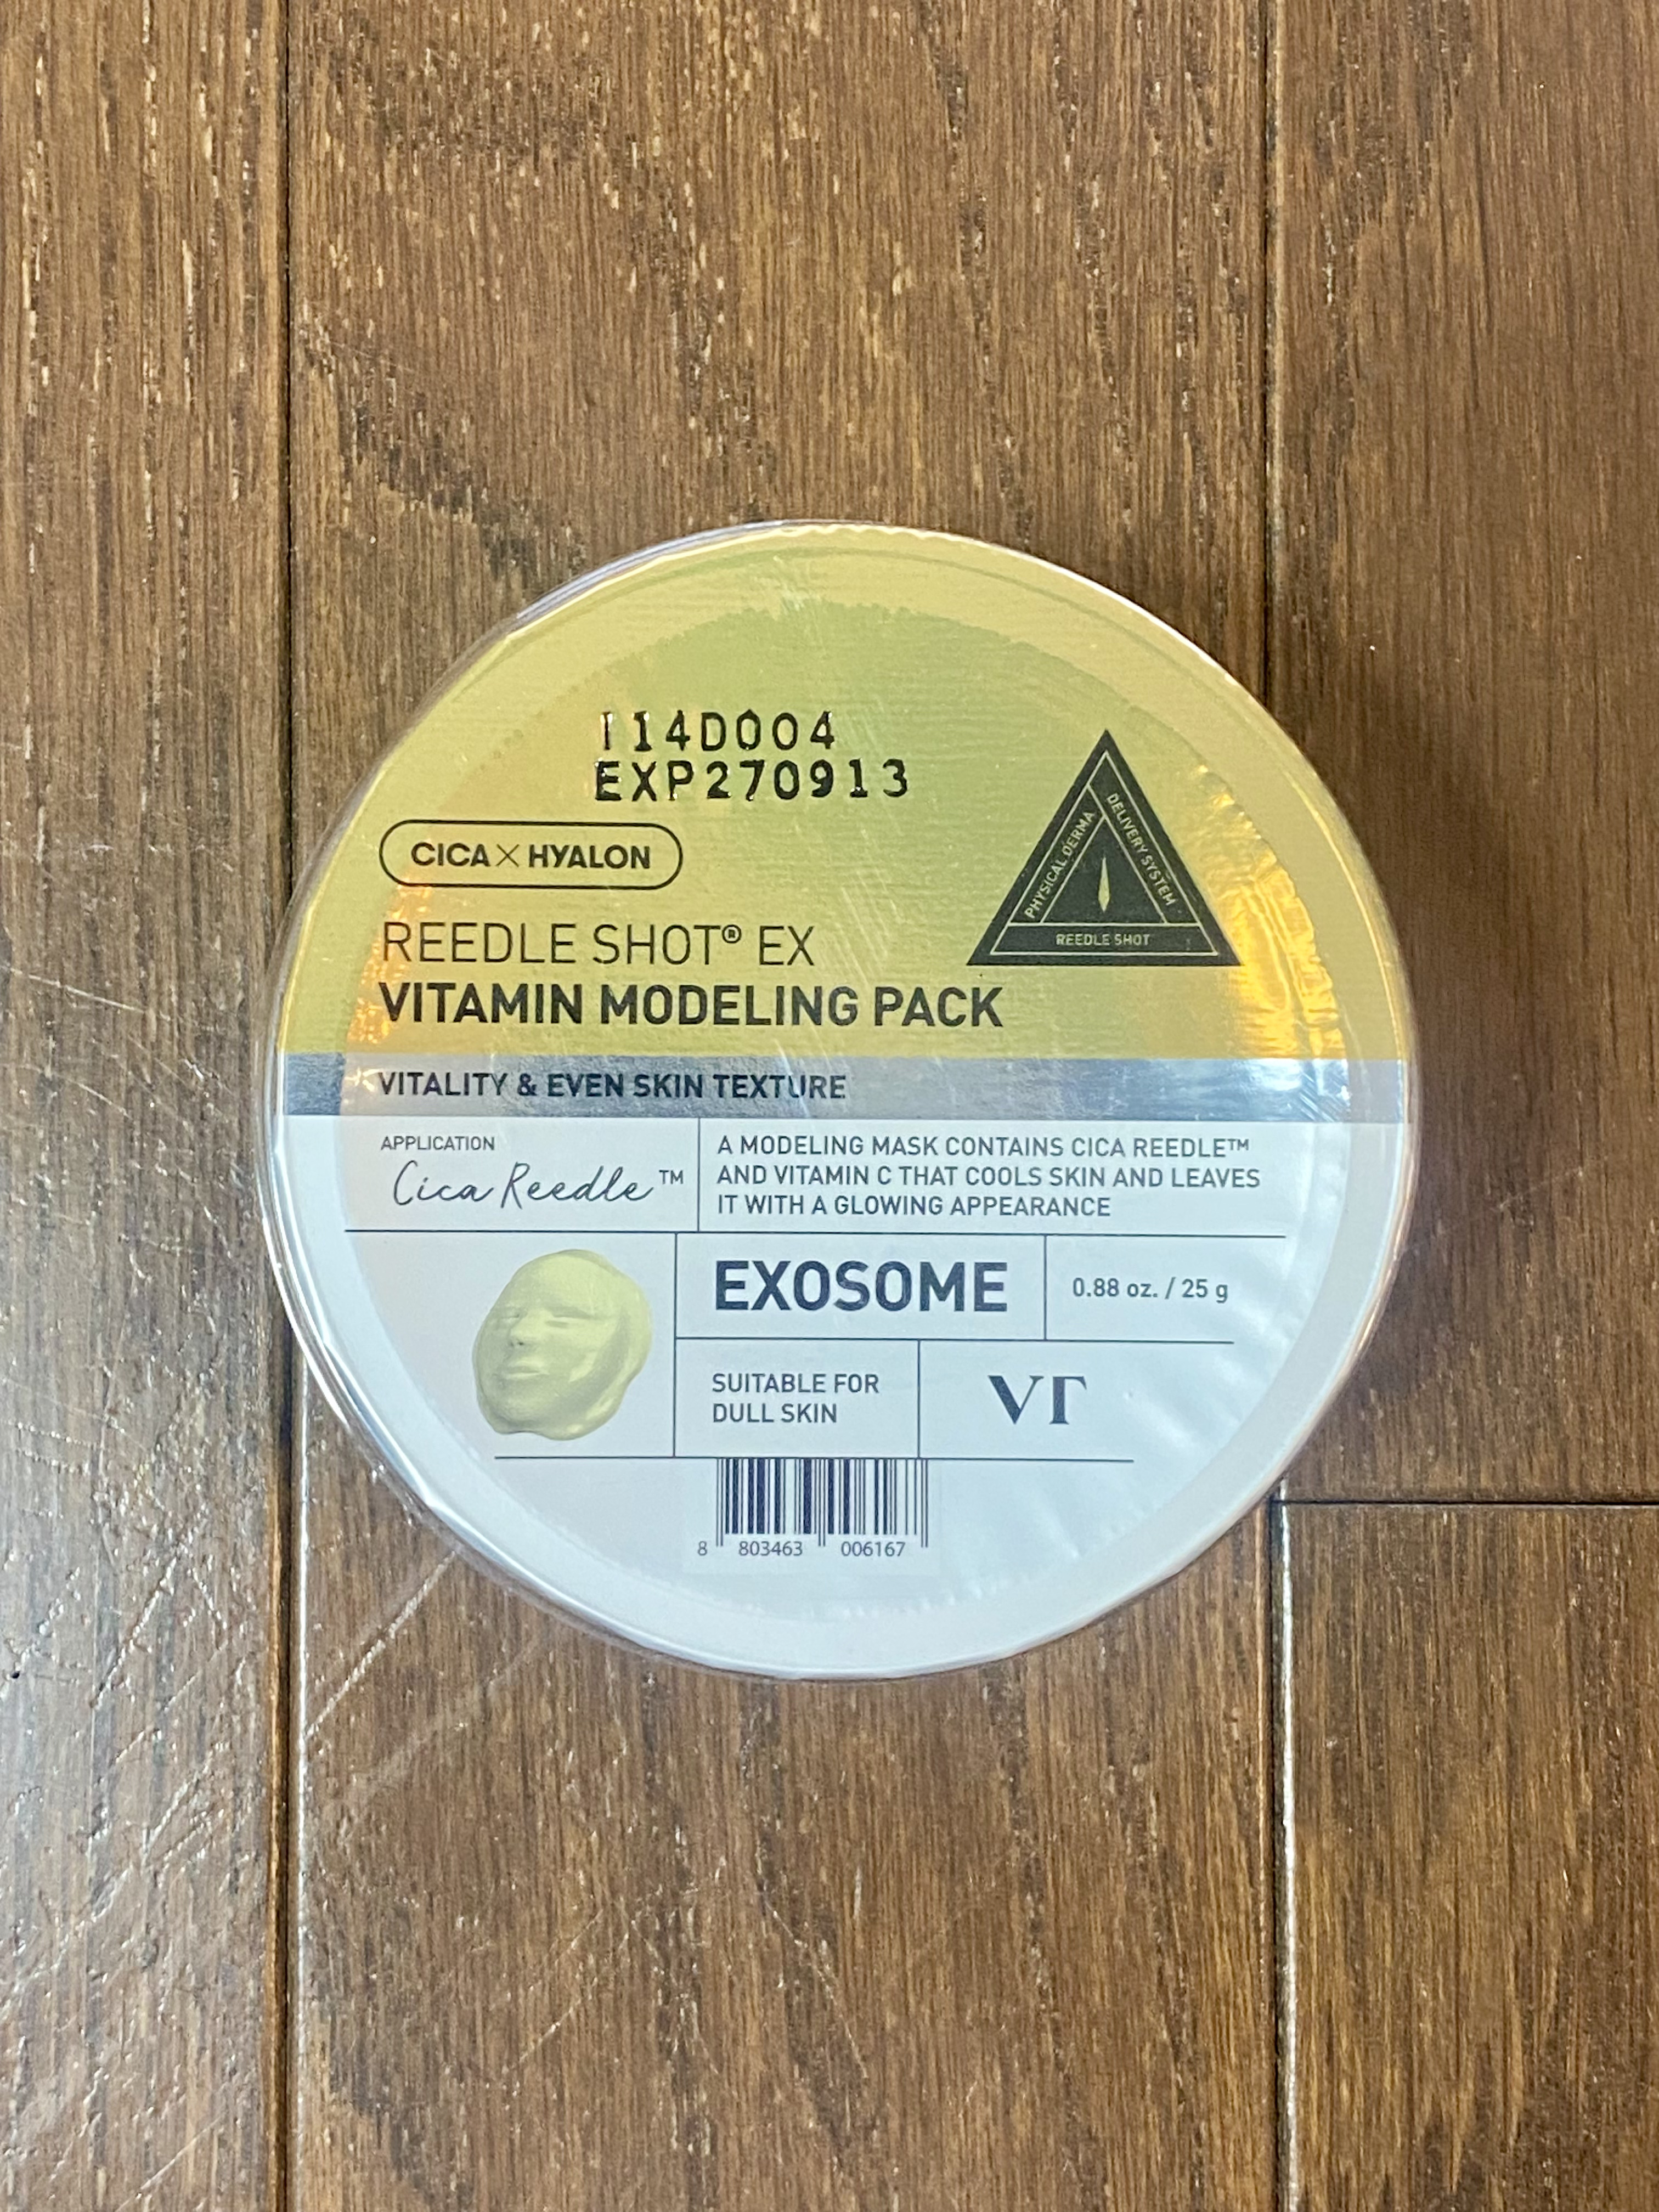 I14D004
EXP270913
CICA×HYALON
REEDLE SHOT® EX
VITAMIN MODELING PACK
PHYSICAL DERMA
DELIVERY SYSTEM
REEDLE SHOT
VITALITY & EVEN SKIN TEXTURE
APPLICATION
Cica Reedle™
A MODELING MASK CONTAINS CICA REEDLE™
AND VITAMIN C THAT COOLS SKIN AND LEAVES
IT WITH A GLOWING APPEARANCE
EXOSOME
0.88 oz. / 25 g
SUITABLE FOR
DULL SKIN
VT
8 803463 006167